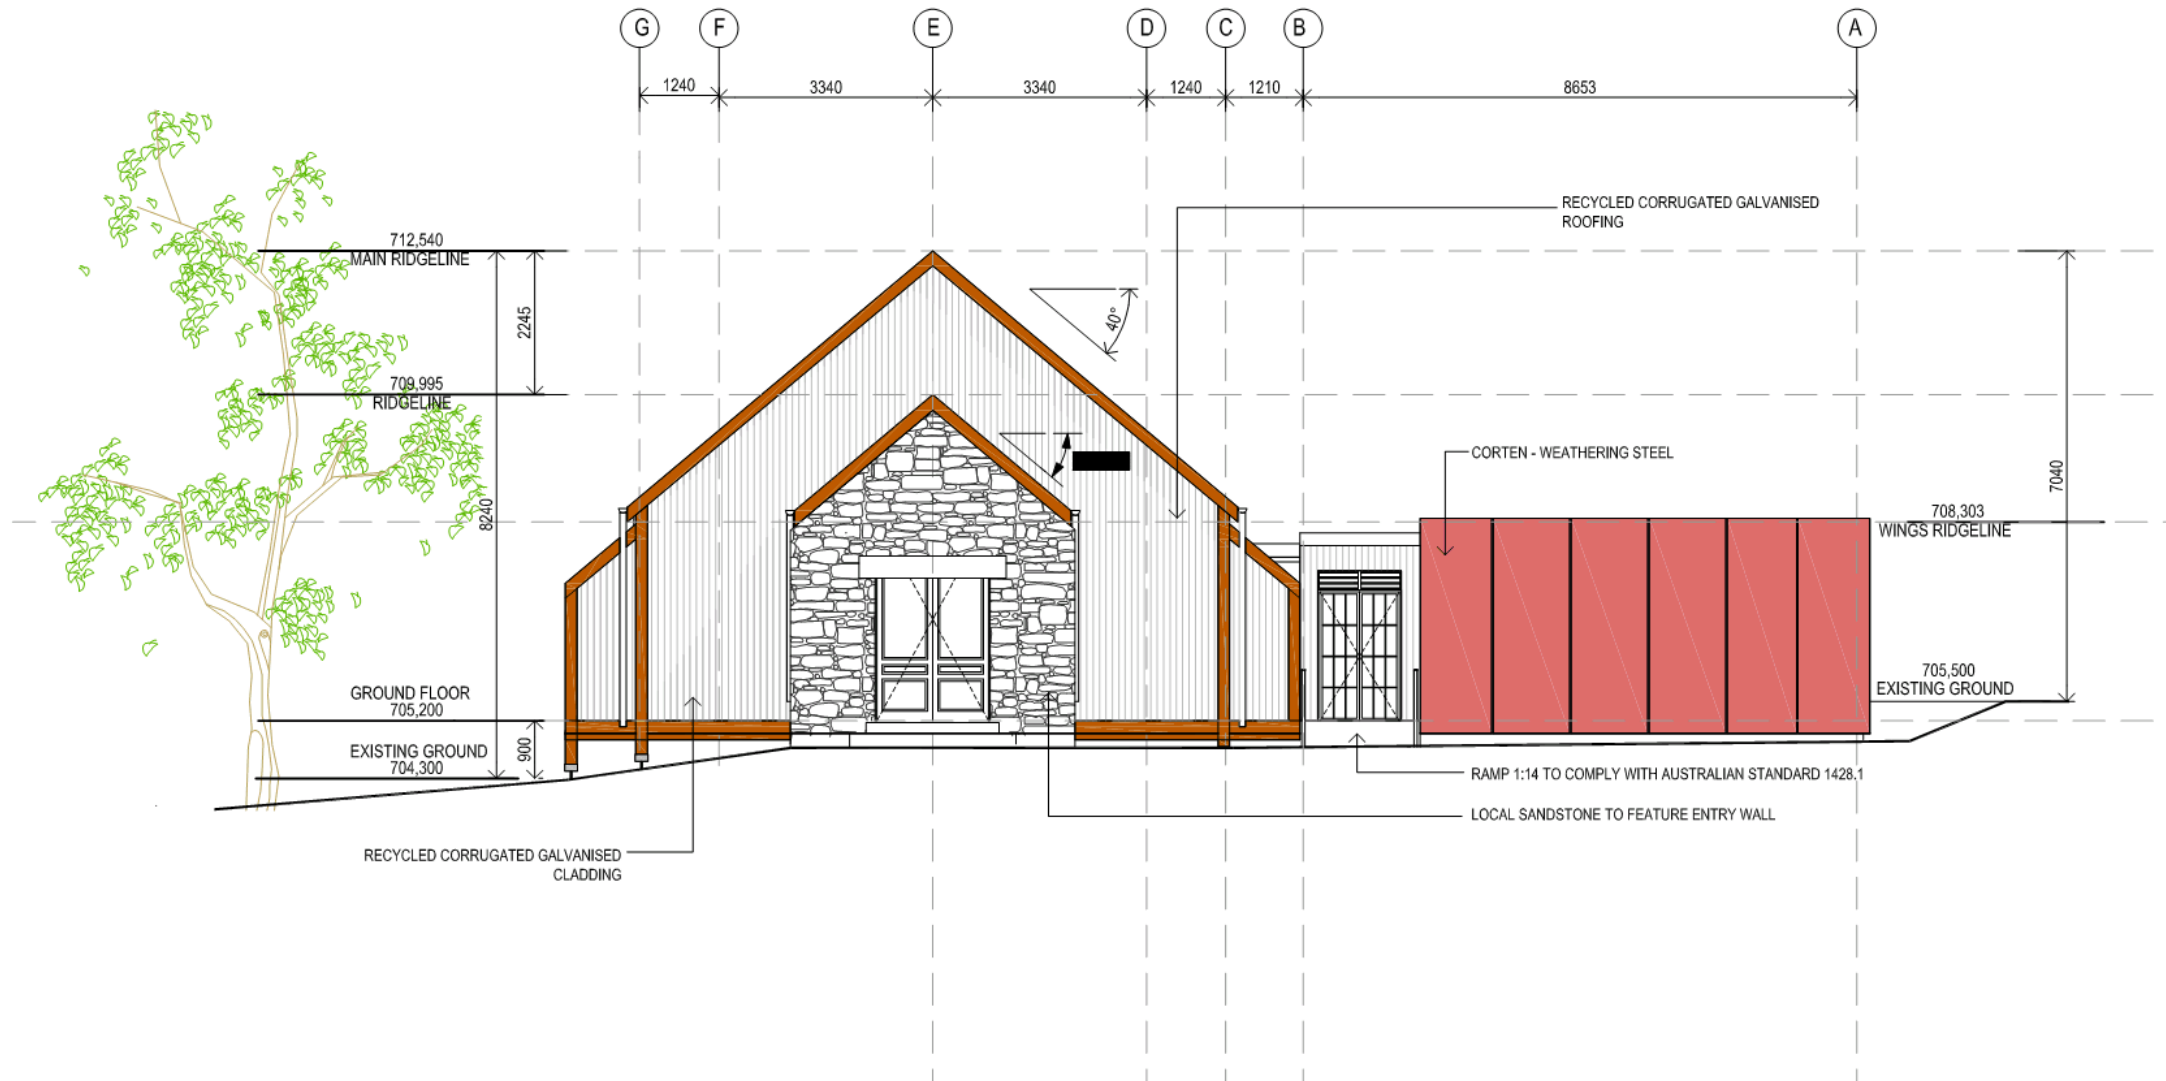 G F E D C B A
1240 3340 3340 1240 1210 8653
RECYCLED CORRUGATED GALVANISED
ROOFING
712,540
MAIN RIDGELINE
2245
40°
709,995
RIDGELINE
CORTEN - WEATHERING STEEL
7040
8240
708,303
WINGS RIDGELINE
705,500
EXISTING GROUND
GROUND FLOOR
705,200
900
EXISTING GROUND
704,300
RAMP 1:14 TO COMPLY WITH AUSTRALIAN STANDARD 1428.1
LOCAL SANDSTONE TO FEATURE ENTRY WALL
RECYCLED CORRUGATED GALVANISED
CLADDING